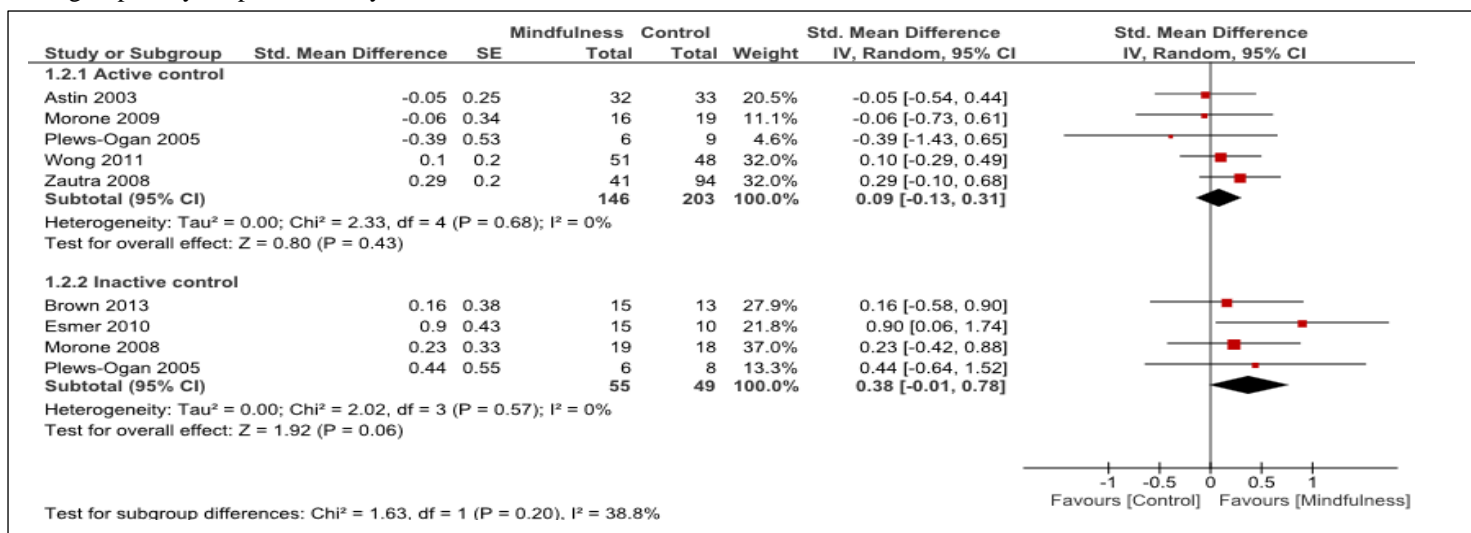 Mindfulness Control Std. Mean Difference Std. Mean Difference
Study or Subgroup Std. Mean Difference SE Total Total Weight IV, Random, 95% CI IV, Random, 95% CI
1.2.1 Active control
Astin 2003 -0.05 0.25 32 33 20.5% -0.05 [-0.54, 0.44]
Morone 2009 -0.06 0.34 16 19 11.1% -0.06 [-0.73, 0.61]
Plews-Ogan 2005 -0.39 0.53 6 9 4.6% -0.39 [-1.43, 0.65]
Wong 2011 0.1 0.2 51 48 32.0% 0.10 [-0.29, 0.49]
Zautra 2008 0.29 0.2 41 94 32.0% 0.29 [-0.10, 0.68]
Subtotal (95% CI) 146 203 100.0% 0.09 [-0.13, 0.31]
Heterogeneity: Tau² = 0.00; Chi² = 2.33, df = 4 (P = 0.68); I² = 0%
Test for overall effect: Z = 0.80 (P = 0.43)
1.2.2 Inactive control
Brown 2013 0.16 0.38 15 13 27.9% 0.16 [-0.58, 0.90]
Esmer 2010 0.9 0.43 15 10 21.8% 0.90 [0.06, 1.74]
Morone 2008 0.23 0.33 19 18 37.0% 0.23 [-0.42, 0.88]
Plews-Ogan 2005 0.44 0.55 6 8 13.3% 0.44 [-0.64, 1.52]
Subtotal (95% CI) 55 49 100.0% 0.38 [-0.01, 0.78]
Heterogeneity: Tau² = 0.00; Chi² = 2.02, df = 3 (P = 0.57); I² = 0%
Test for overall effect: Z = 1.92 (P = 0.06)
-1 -0.5 0 0.5 1
Favours [Control] Favours [Mindfulness]
Test for subgroup differences: Chi² = 1.63, df = 1 (P = 0.20), I² = 38.8%